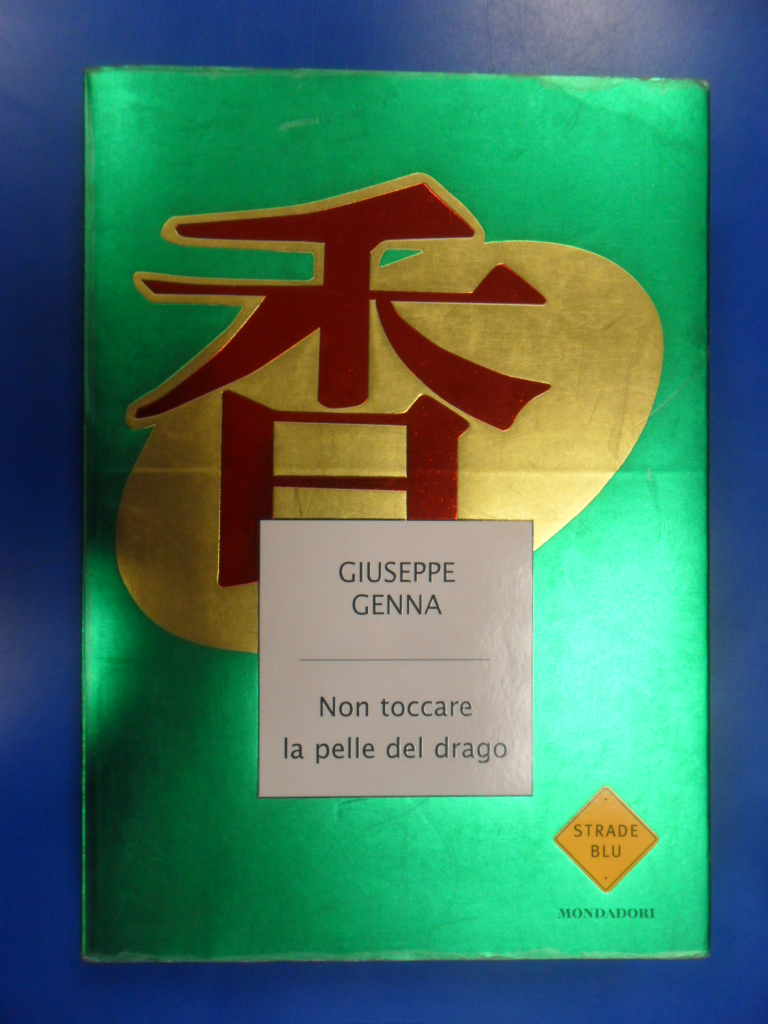 香
GIUSEPPE
GENNA
Non toccare
la pelle del drago
STRADE
BLU
MONDADORI